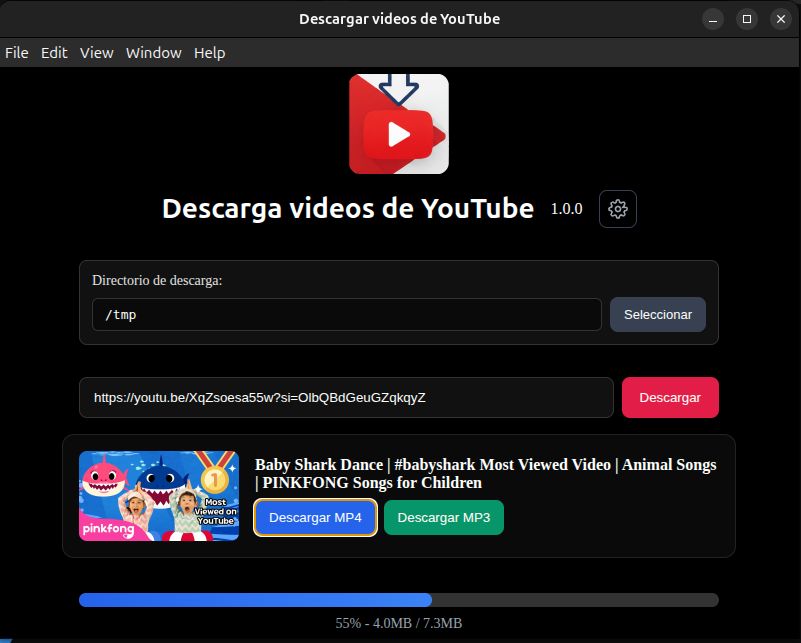 Descargar videos de YouTube
File Edit View Window Help
Descarga videos de YouTube 1.0.0
Directorio de descarga:
/tmp
Seleccionar
https://youtu.be/XqZsoesa55w?si=OlbQBdGeuGZqkqyZ
Descargar
Baby Shark Dance | #babyshark Most Viewed Video | Animal Songs
| PINKFONG Songs for Children
1
Most
Viewed on
YouTube
pinkfong
Descargar MP4
Descargar MP3
55% - 4.0MB / 7.3MB